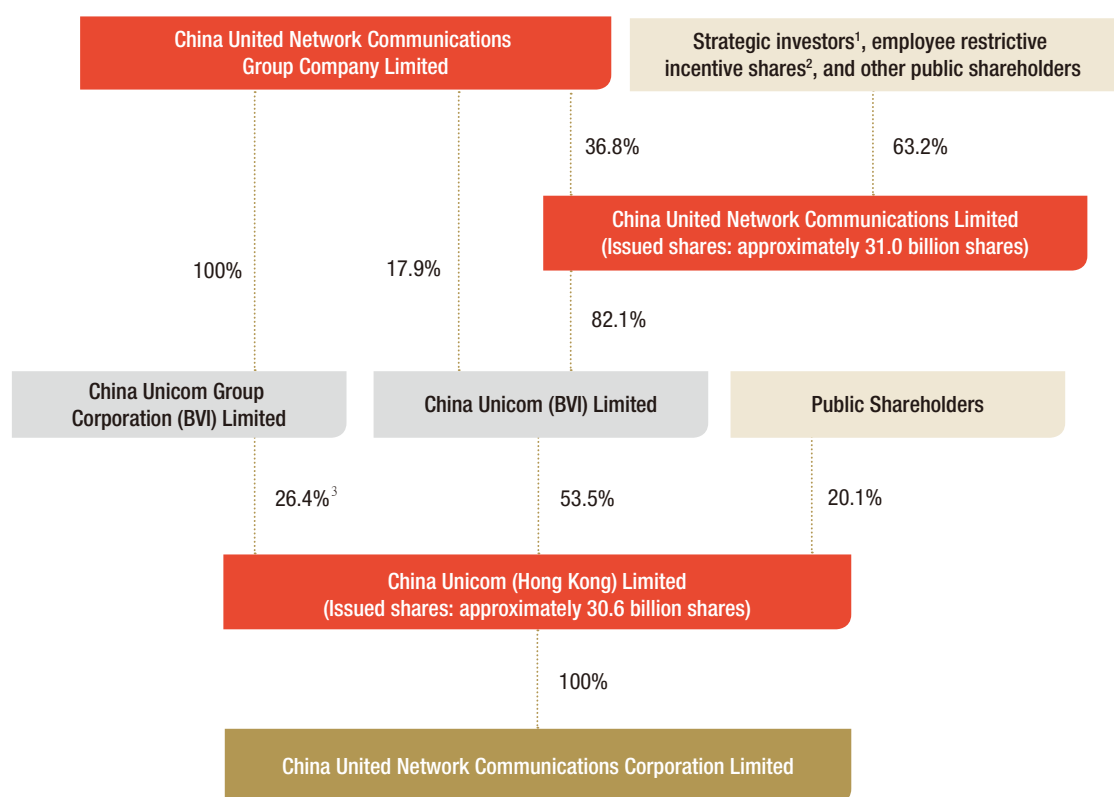 China United Network Communications
Group Company Limited
Strategic investors¹, employee restrictive
incentive shares², and other public shareholders
36.8%
63.2%
China United Network Communications Limited
(Issued shares: approximately 31.0 billion shares)
100%
17.9%
82.1%
China Unicom Group
Corporation (BVI) Limited
China Unicom (BVI) Limited
Public Shareholders
26.4%³
53.5%
20.1%
China Unicom (Hong Kong) Limited
(Issued shares: approximately 30.6 billion shares)
100%
China United Network Communications Corporation Limited